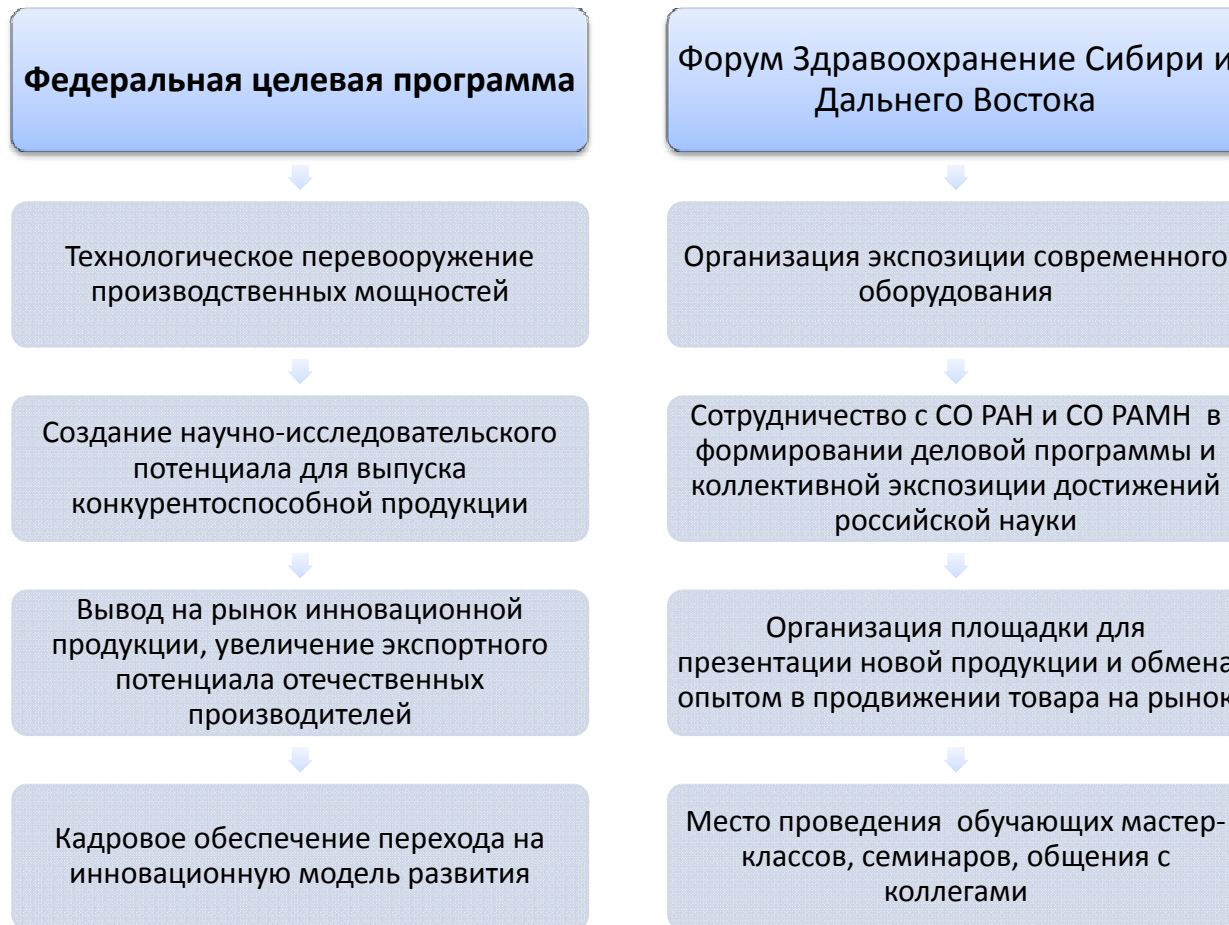 Федеральная целевая программа
Технологическое перевооружение
производственных мощностей
Создание научно-исследовательского
потенциала для выпуска
конкурентоспособной продукции
Вывод на рынок инновационной
продукции, увеличение экспортного
потенциала отечественных
производителей
Кадровое обеспечение перехода на
инновационную модель развития
Форум Здравоохранение Сибири и
Дальнего Востока
Организация экспозиции современного
оборудования
Сотрудничество с СО РАН и СО РАМН в
формировании деловой программы и
коллективной экспозиции достижений
российской науки
Организация площадки для
презентации новой продукции и обмена
опытом в продвижении товара на рынок
Место проведения обучающих мастер-
классов, семинаров, общения с
коллегами